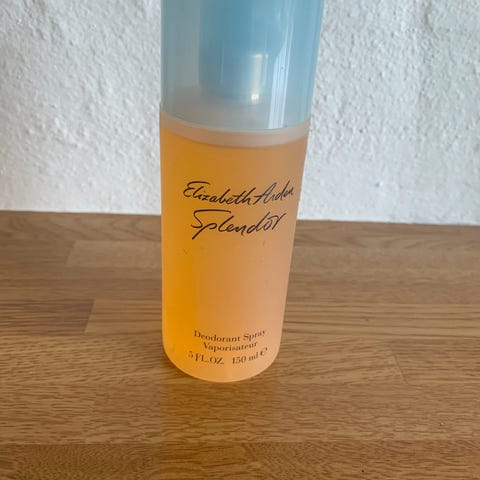 Elizabeth Arden
Splendor
Deodorant Spray
Vaporisateur
5 FL.OZ. 150 ml ℮